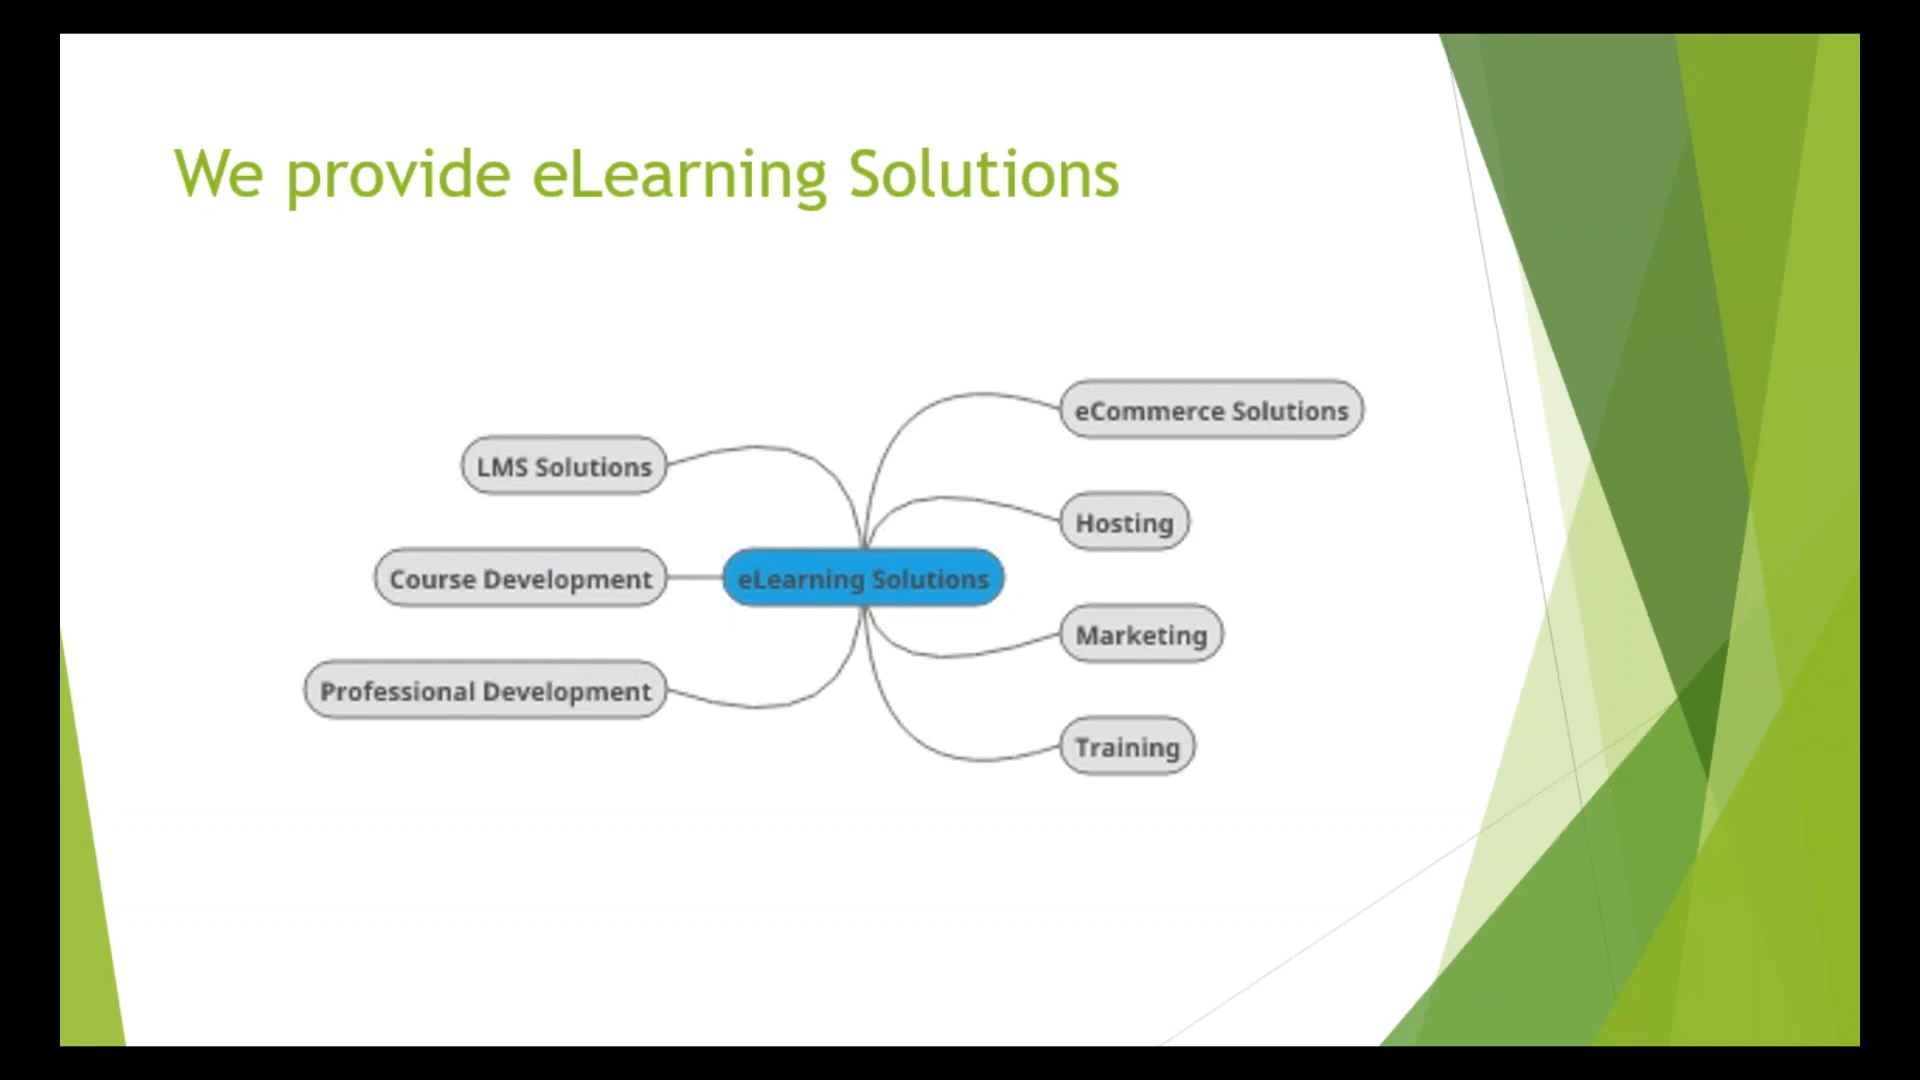 We provide eLearning Solutions
eCommerce Solutions
LMS Solutions
Hosting
Course Development
eLearning Solutions
Marketing
Professional Development
Training